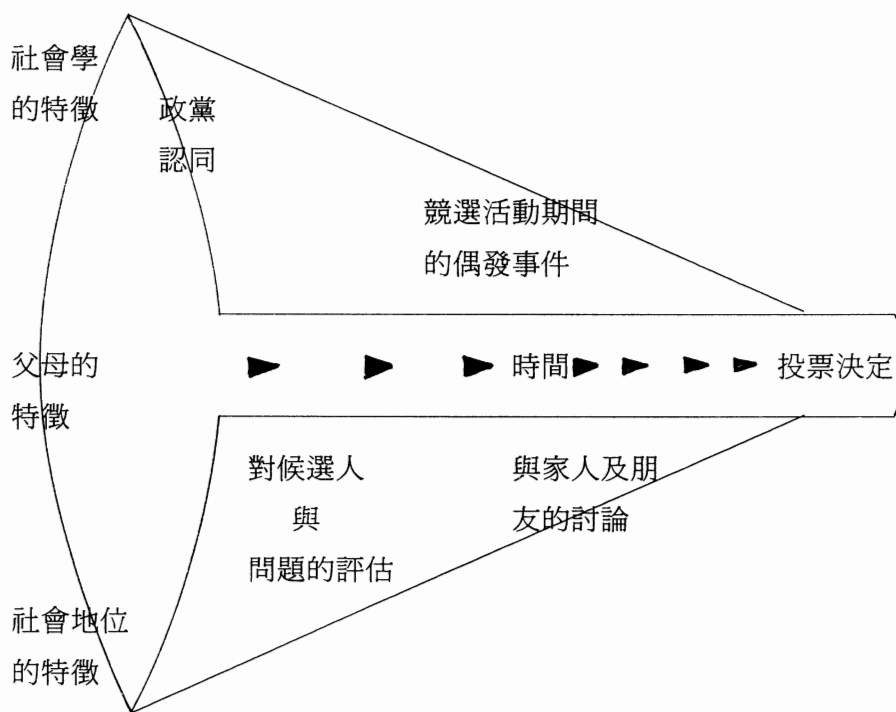 社會學
的特徵
政黨
認同
競選活動期間
的偶發事件
父母的
特徵
時間
投票決定
對候選人
與
問題的評估
與家人及朋
友的討論
社會地位
的特徵